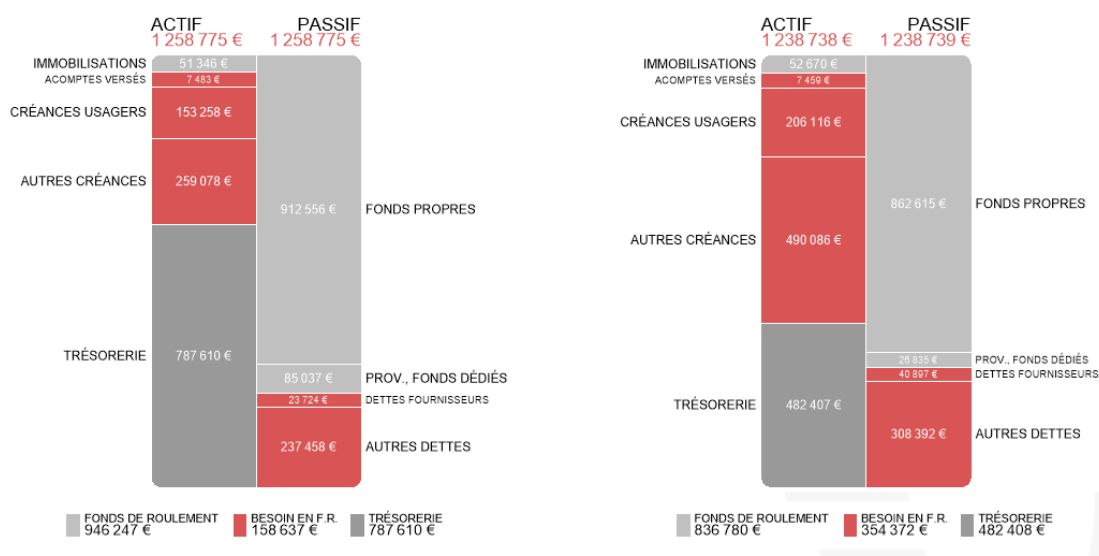 ACTIF PASSIF
1 258 775 € 1 258 775 €
IMMOBILISATIONS 51 346 €
ACOMPTES VERSÉS 7 483 €
CRÉANCES USAGERS 153 258 €
AUTRES CRÉANCES 259 078 €
912 556 € FONDS PROPRES
TRÉSORERIE 787 610 €
85 037 € PROV., FONDS DÉDIÉS
23 724 € DETTES FOURNISSEURS
237 458 € AUTRES DETTES
FONDS DE ROULEMENT BESOIN EN F.R. TRÉSORERIE
946 247 € 158 637 € 787 610 €
ACTIF PASSIF
1 238 738 € 1 238 739 €
IMMOBILISATIONS 52 670 €
ACOMPTES VERSÉS 7 459 €
CRÉANCES USAGERS 206 116 €
862 615 € FONDS PROPRES
AUTRES CRÉANCES 490 086 €
26 835 € PROV., FONDS DÉDIÉS
40 897 € DETTES FOURNISSEURS
TRÉSORERIE 482 407 €
308 392 € AUTRES DETTES
FONDS DE ROULEMENT BESOIN EN F.R. TRÉSORERIE
836 780 € 354 372 € 482 408 €